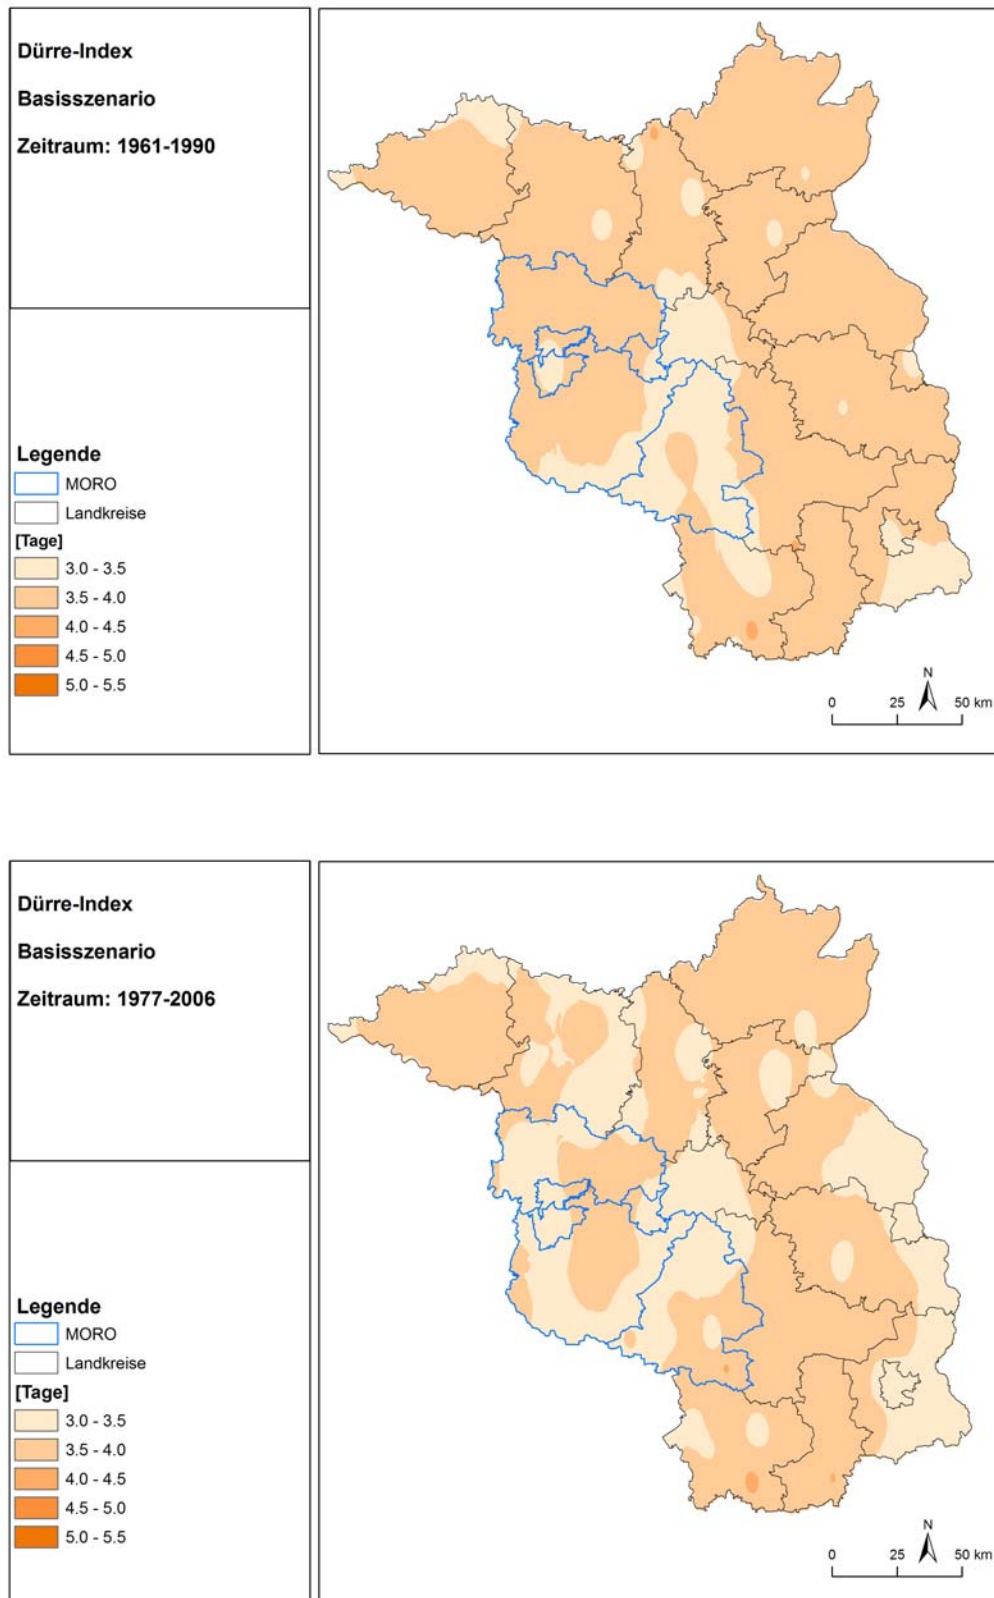 Dürre-Index
Basisszenario
Zeitraum: 1961-1990
Legende
MORO
Landkreise
[Tage]
3.0 - 3.5
3.5 - 4.0
4.0 - 4.5
4.5 - 5.0
5.0 - 5.5
N
0 25 50 km
Dürre-Index
Basisszenario
Zeitraum: 1977-2006
Legende
MORO
Landkreise
[Tage]
3.0 - 3.5
3.5 - 4.0
4.0 - 4.5
4.5 - 5.0
5.0 - 5.5
N
0 25 50 km